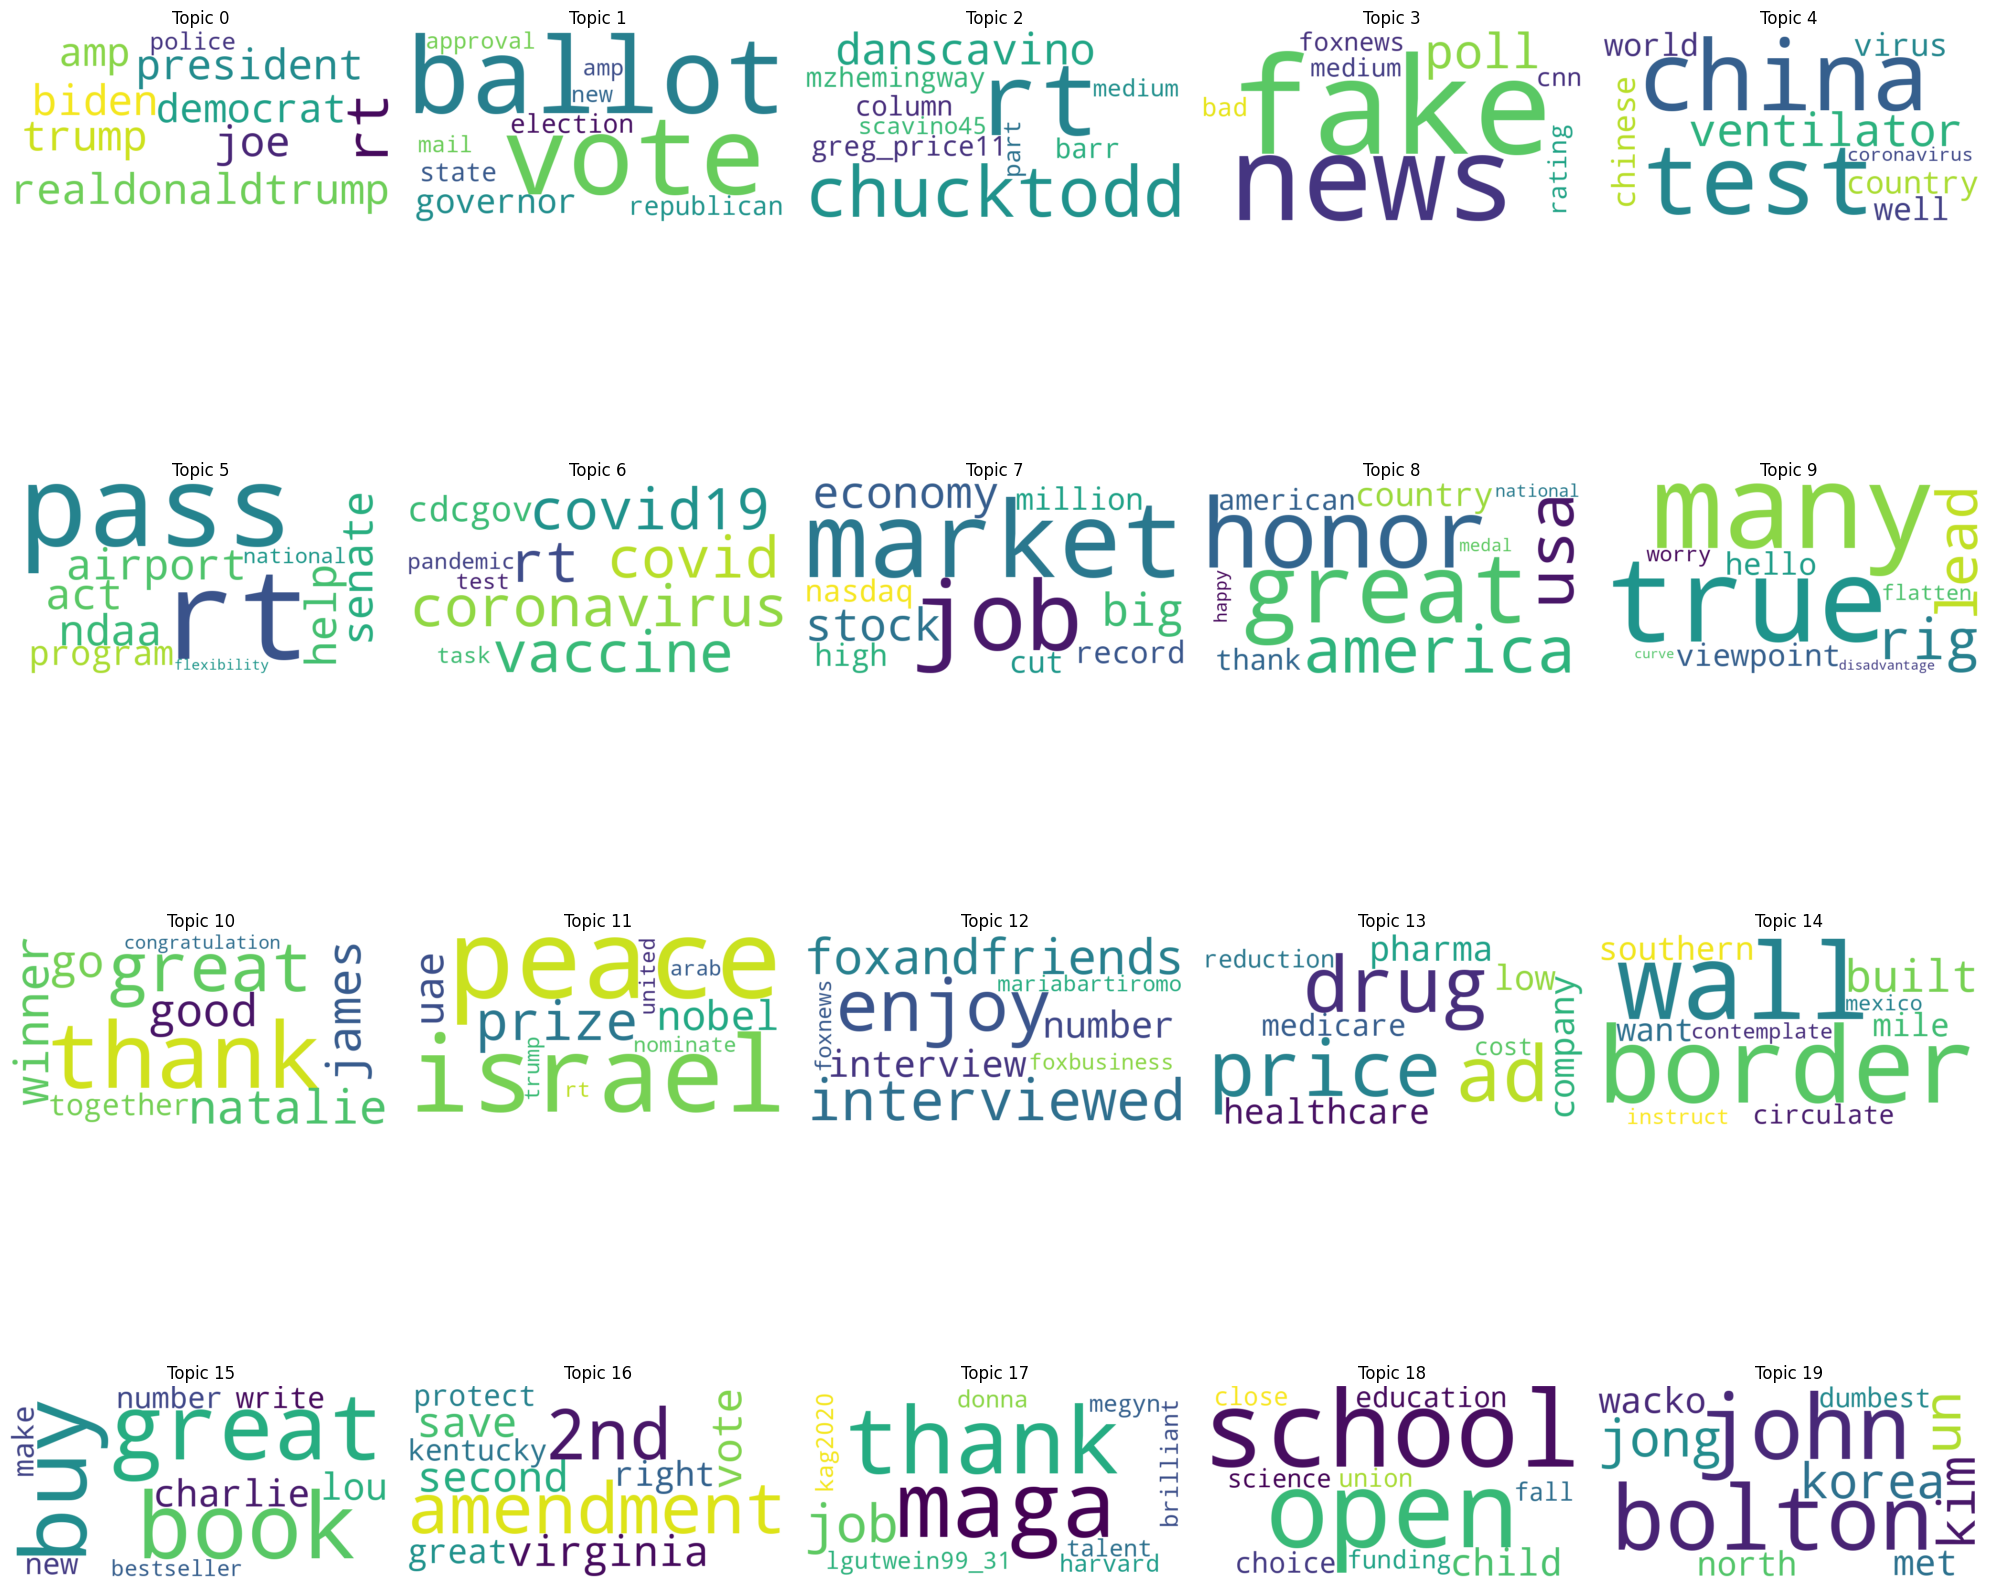 Topic 0
police
amp
president
biden
democrat
trump
joe
rt
realdonaldtrump
Topic 1
approval
ballot
amp
new
election
vote
mail
state
governor
republican
Topic 2
danscavino
mzhemingway
rt
medium
column
scavino45
greg_price11
part
barr
chucktodd
Topic 3
foxnews
poll
medium
cnn
bad
fake
news
rating
Topic 4
world
virus
china
chinese
ventilator
coronavirus
test
country
well
Topic 5
pass
airport
national
senate
act
help
ndaa
rt
program
flexibility
Topic 6
cdcgov
covid19
pandemic
rt
covid
test
coronavirus
task
vaccine
Topic 7
economy
million
market
nasdaq
job
big
stock
high
cut
record
Topic 8
american
country
national
honor
usa
medal
happy
great
thank
america
Topic 9
many
lead
worry
hello
true
flatten
rig
curve
viewpoint
disadvantage
Topic 10
congratulation
winner
go
great
james
good
thank
together
natalie
Topic 11
peace
uae
united
arab
prize
nobel
trump
nominate
israel
rt
Topic 12
foxandfriends
mariabartiromo
foxnews
enjoy
number
interview
foxbusiness
interviewed
Topic 13
pharma
reduction
drug
low
medicare
company
cost
price
ad
healthcare
Topic 14
southern
wall
built
mexico
want
contemplate
mile
border
instruct
circulate
Topic 15
number
write
make
buy
great
charlie
lou
book
new
bestseller
Topic 16
protect
save
2nd
vote
kentucky
second
right
amendment
great
virginia
Topic 17
donna
megyn
kag2020
thank
brilliant
maga
job
talent
lgutwein99_31
harvard
Topic 18
close
education
school
science
union
open
fall
choice
funding
child
Topic 19
wacko
dumbest
john
un
jong
korea
kim
bolton
north
met